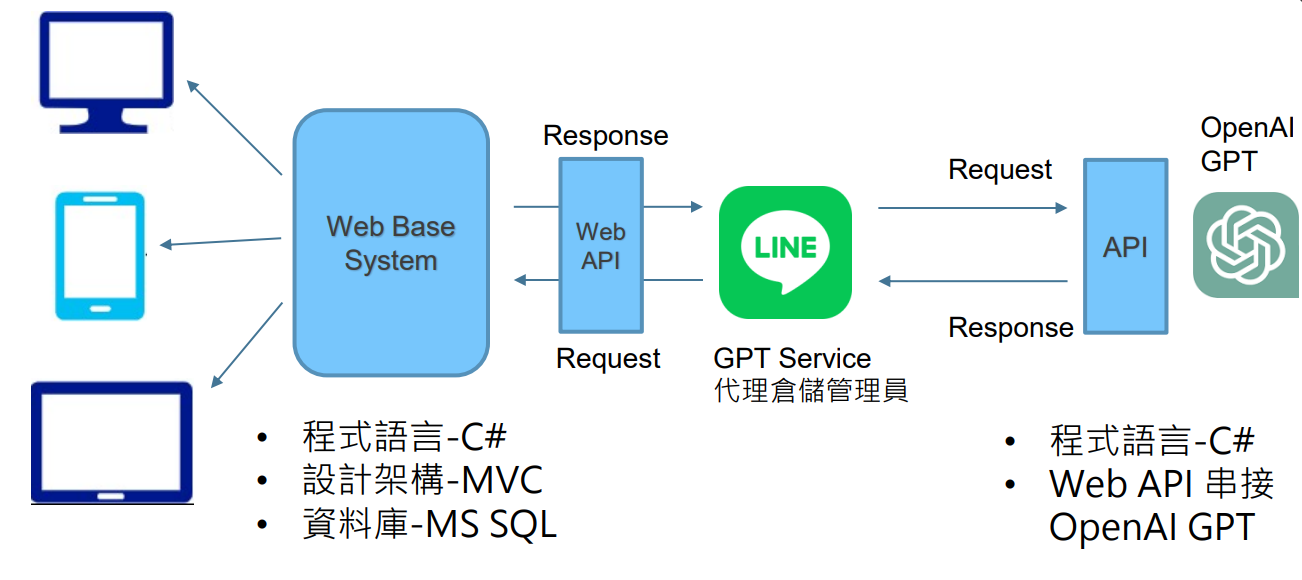 Response
Web Base
System
Web
API
Request
LINE
GPT Service
代理倉儲管理員
Request
Response
API
OpenAI
GPT
• 程式語言-C#
• 設計架構-MVC
• 資料庫-MS SQL
• 程式語言-C#
• Web API 串接
OpenAI GPT